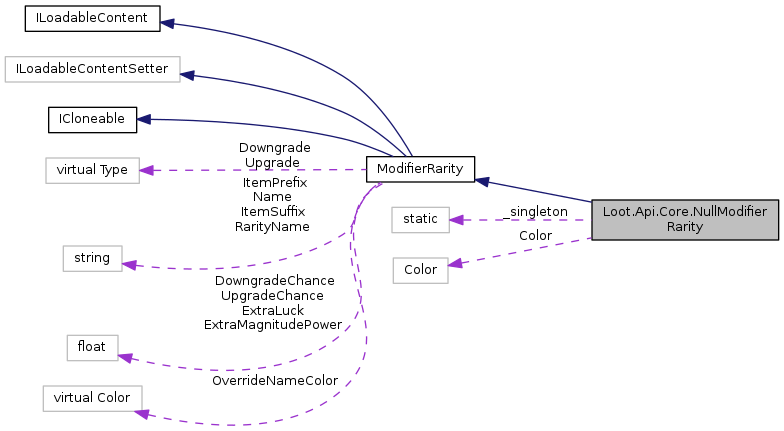 ILoadableContent
ILoadableContentSetter
ICloneable
virtual Type
Downgrade
Upgrade
ModifierRarity
ItemPrefix
Name
ItemSuffix
RarityName
static
_singleton
Loot.Api.Core.NullModifier
Rarity
string
Color
Color
DowngradeChance
UpgradeChance
ExtraLuck
ExtraMagnitudePower
float
OverrideNameColor
virtual Color